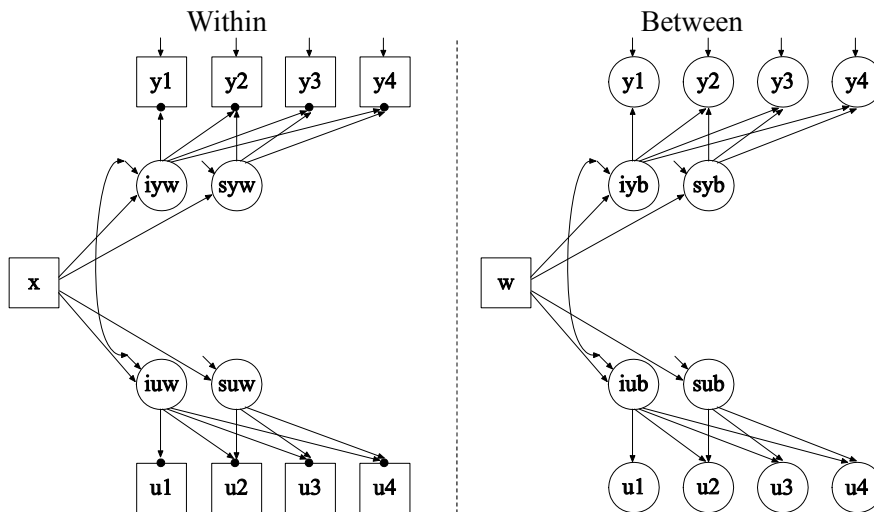 Within Between
y1 y2 y3 y4 y1 y2 y3 y4
iyw syw iyb syb
x w
iuw suw iub sub
u1 u2 u3 u4 u1 u2 u3 u4